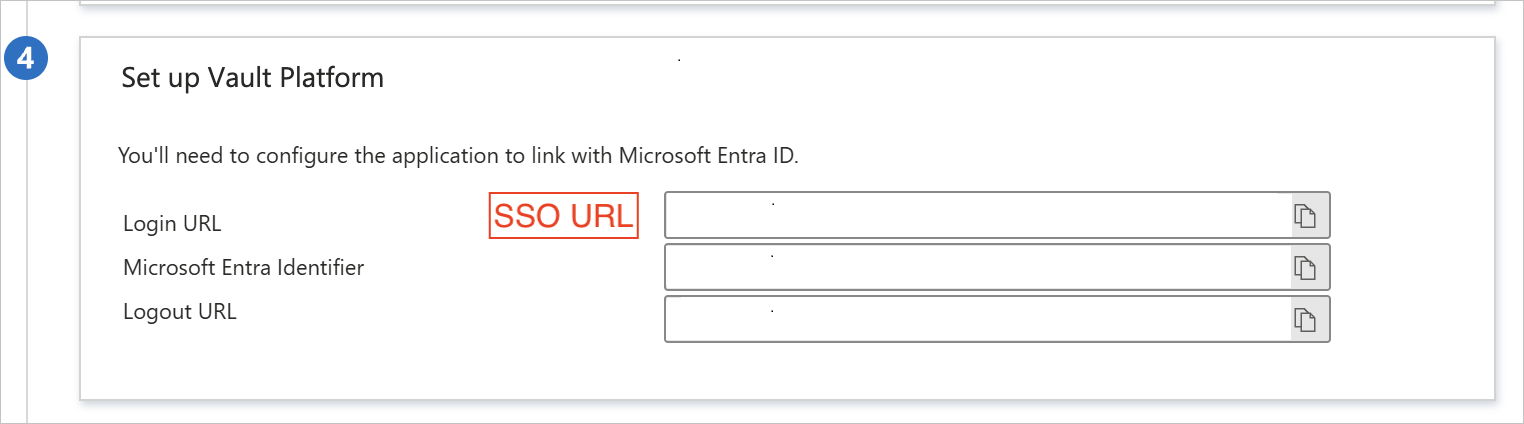 4
Set up Vault Platform
You'll need to configure the application to link with Microsoft Entra ID.
Login URL
SSO URL
Microsoft Entra Identifier
Logout URL